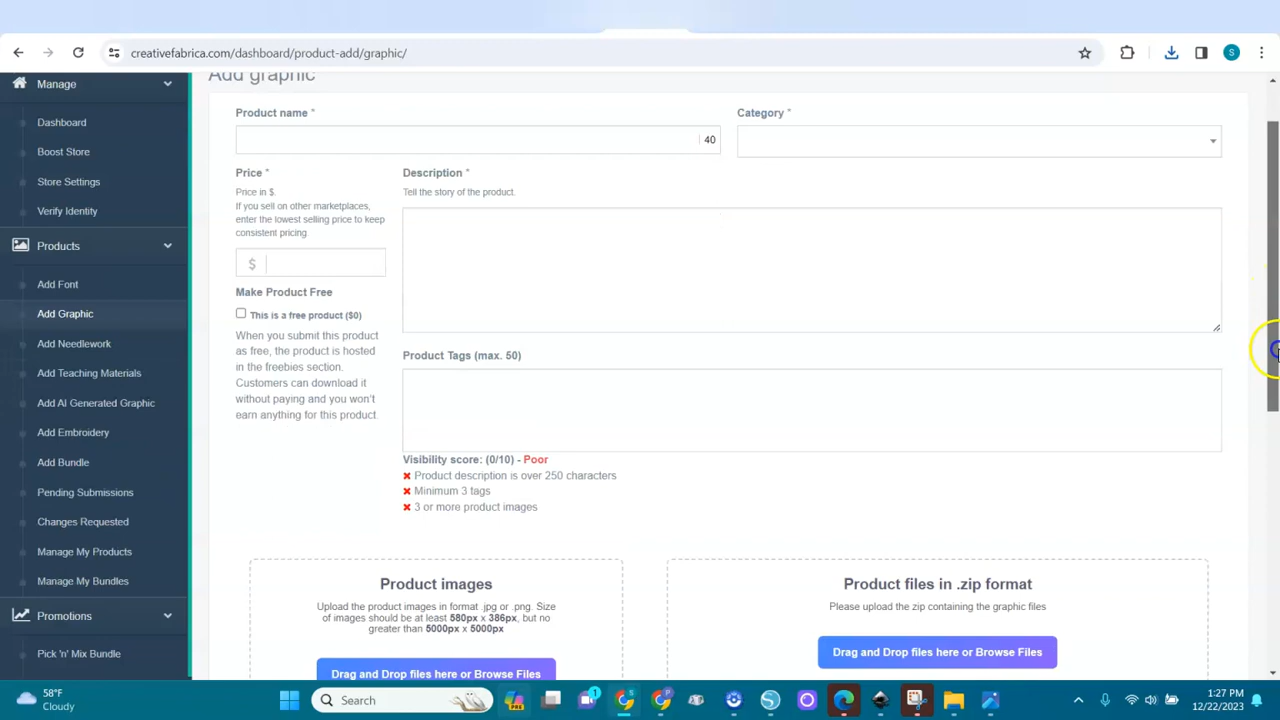 creativefabrica.com/dashboard/product-add/graphic/
S
Manage
Dashboard
Boost Store
Store Settings
Verify Identity
Products
Add Font
Add Graphic
Add Needlework
Add Teaching Materials
Add AI Generated Graphic
Add Embroidery
Add Bundle
Pending Submissions
Changes Requested
Manage My Products
Manage My Bundles
Promotions
Pick 'n' Mix Bundle
Add graphic
Product name *
40
Category *
Price *
Price in $.
If you sell on other marketplaces,
enter the lowest selling price to keep
consistent pricing.
$
Make Product Free
This is a free product ($0)
When you submit this product
as free, the product is hosted
in the freebies section.
Customers can download it
without paying and you won't
earn anything for this product.
Description *
Tell the story of the product.
Product Tags (max. 50)
Visibility score: (0/10) - Poor
Product description is over 250 characters
Minimum 3 tags
3 or more product images
Product images
Upload the product images in format .jpg or .png. Size
of images should be at least 580px x 386px, but no
greater than 5000px x 5000px
Drag and Drop files here or Browse Files
Product files in .zip format
Please upload the zip containing the graphic files
Drag and Drop files here or Browse Files
58°F
Cloudy
Search
1
S
P
1:27 PM
12/22/2023